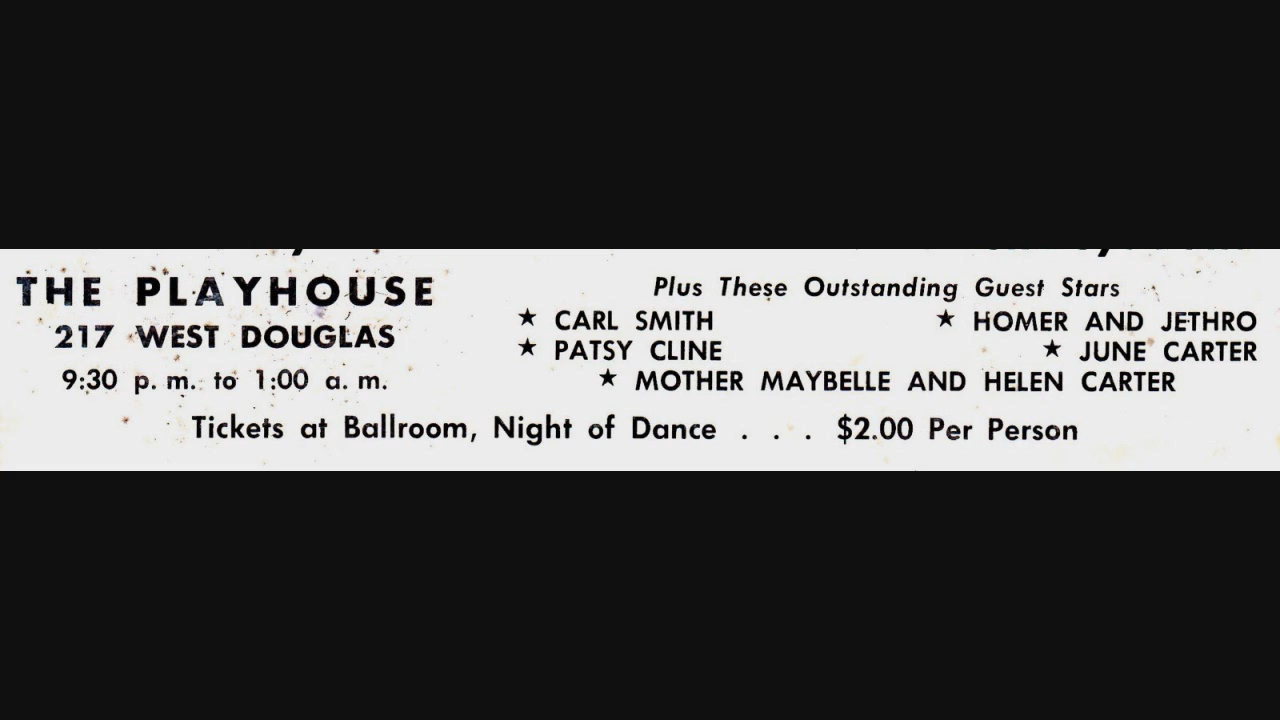 THE PLAYHOUSE
217 WEST DOUGLAS
9:30 p. m. to 1:00 a. m.
Plus These Outstanding Guest Stars
★ CARL SMITH ★ HOMER AND JETHRO
★ PATSY CLINE ★ JUNE CARTER
★ MOTHER MAYBELLE AND HELEN CARTER
Tickets at Ballroom, Night of Dance . . . $2.00 Per Person